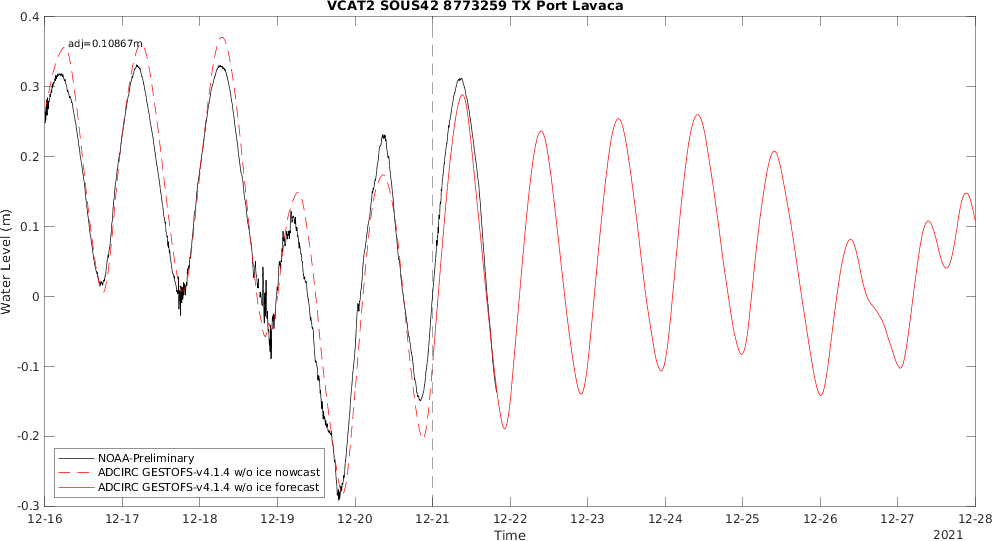 VCAT2 SOUS42 8773259 TX Port Lavaca
adj=0.10867m
0.4
0.3
0.2
0.1
0
-0.1
-0.2
-0.3
Water Level (m)
NOAA-Preliminary
ADCIRC GESTOFS-v4.1.4 w/o ice nowcast
ADCIRC GESTOFS-v4.1.4 w/o ice forecast
12-16 12-17 12-18 12-19 12-20 12-21 12-22 12-23 12-24 12-25 12-26 12-27 12-28
Time
2021